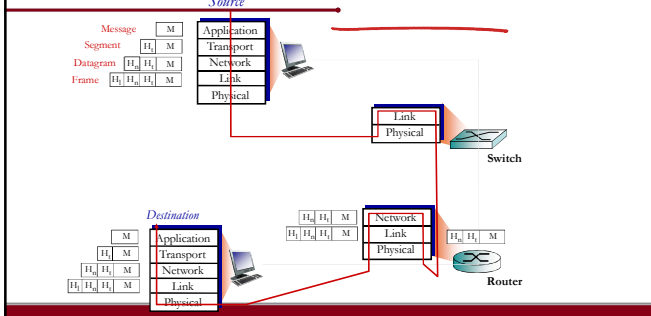 Source
Message M Application
Segment Ht M Transport
Datagram Hn Ht M Network
Frame Hl Hn Ht M Link
Physical
Link
Physical
Switch
Destination
Hn Ht M Network
Hl Hn Ht M Link
Physical
Hn Ht M
Router
M Application
Ht M Transport
Hn Ht M Network
Hl Hn Ht M Link
Physical